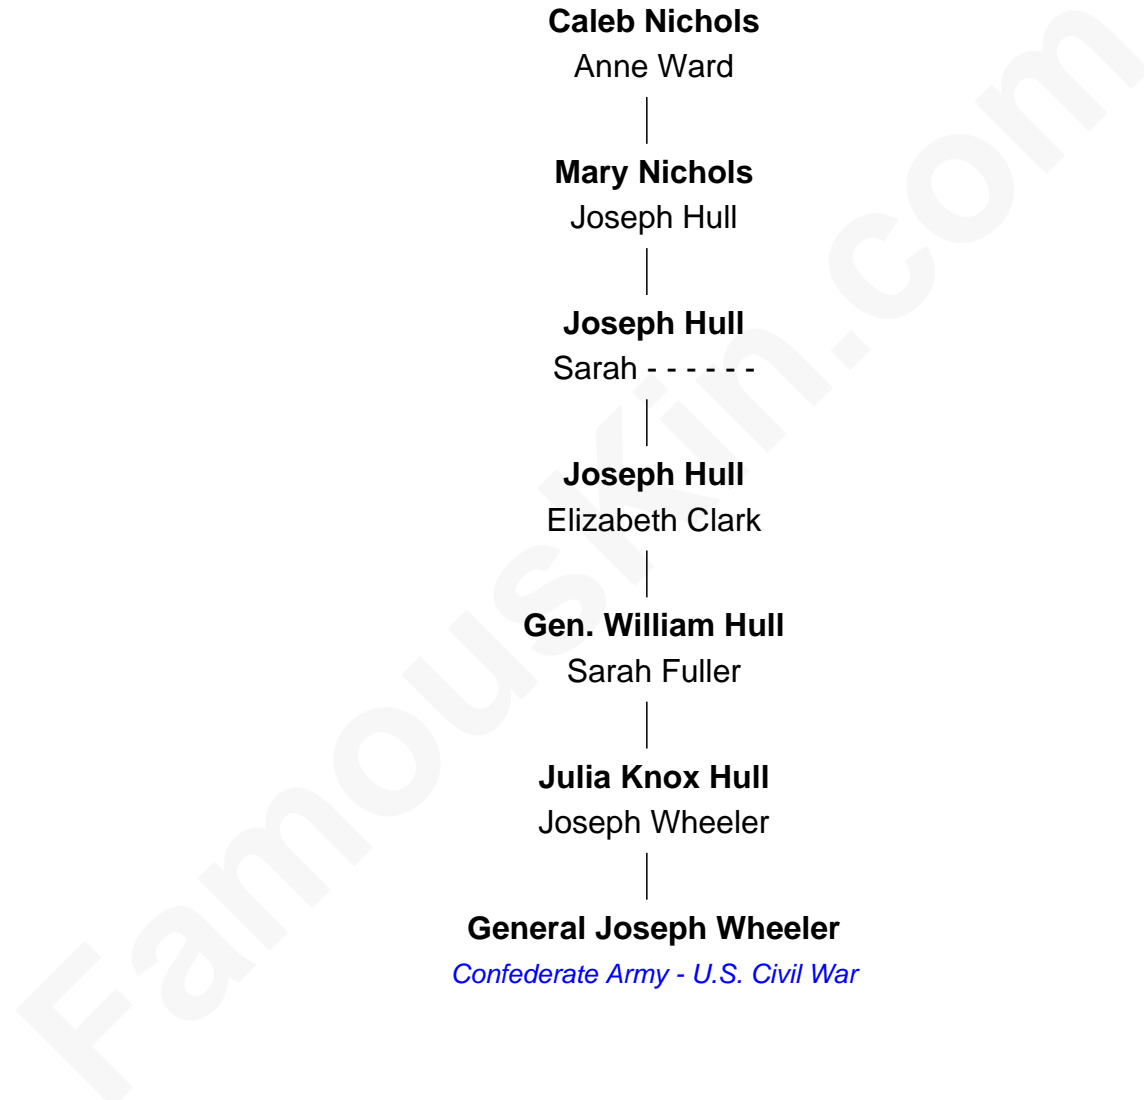 Caleb Nichols
Anne Ward
Mary Nichols
Joseph Hull
Joseph Hull
Sarah - - - - - -
Joseph Hull
Elizabeth Clark
Gen. William Hull
Sarah Fuller
Julia Knox Hull
Joseph Wheeler
General Joseph Wheeler
Confederate Army - U.S. Civil War
FamousKin.com